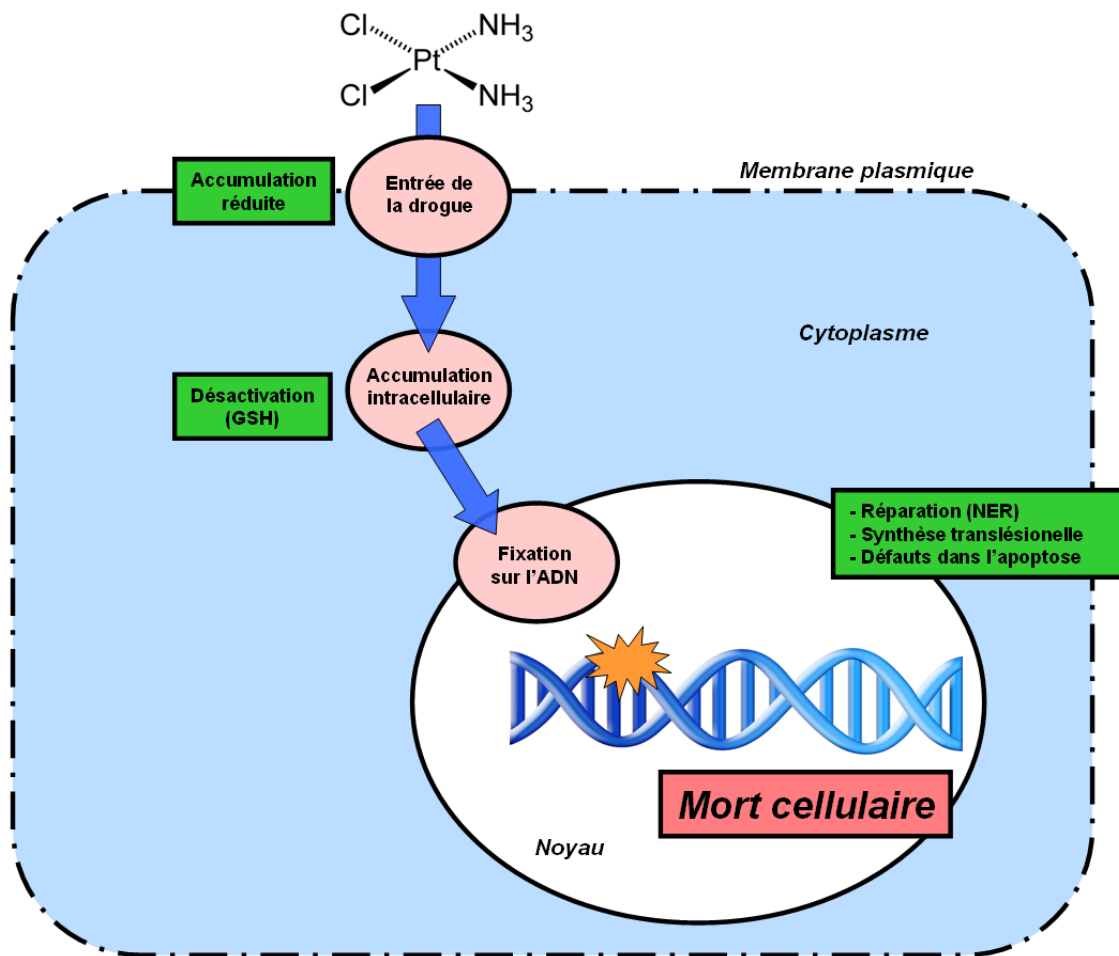 Cl
NH3
Pt
Cl
NH3
Membrane plasmique
Accumulation
réduite
Entrée de
la drogue
Cytoplasme
Accumulation
intracellulaire
Désactivation
(GSH)
- Réparation (NER)
- Synthèse translésionelle
- Défauts dans l'apoptose
Fixation
sur l'ADN
Mort cellulaire
Noyau